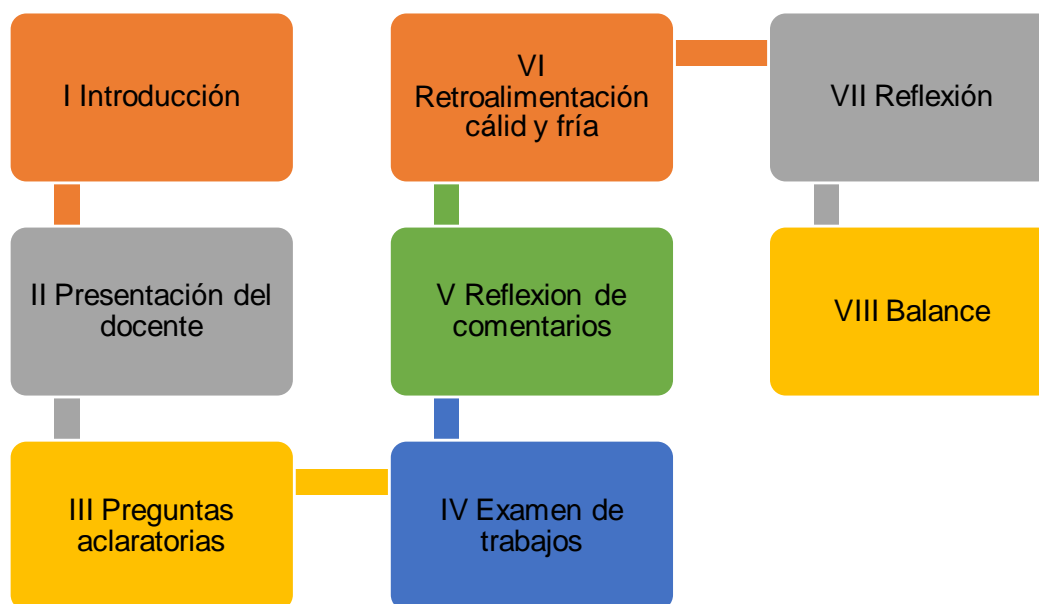 I Introducción
II Presentación del
docente
III Preguntas
aclaratorias
IV Examen de
trabajos
V Reflexion de
comentarios
VI
Retroalimentación
cálid y fría
VII Reflexión
VIII Balance